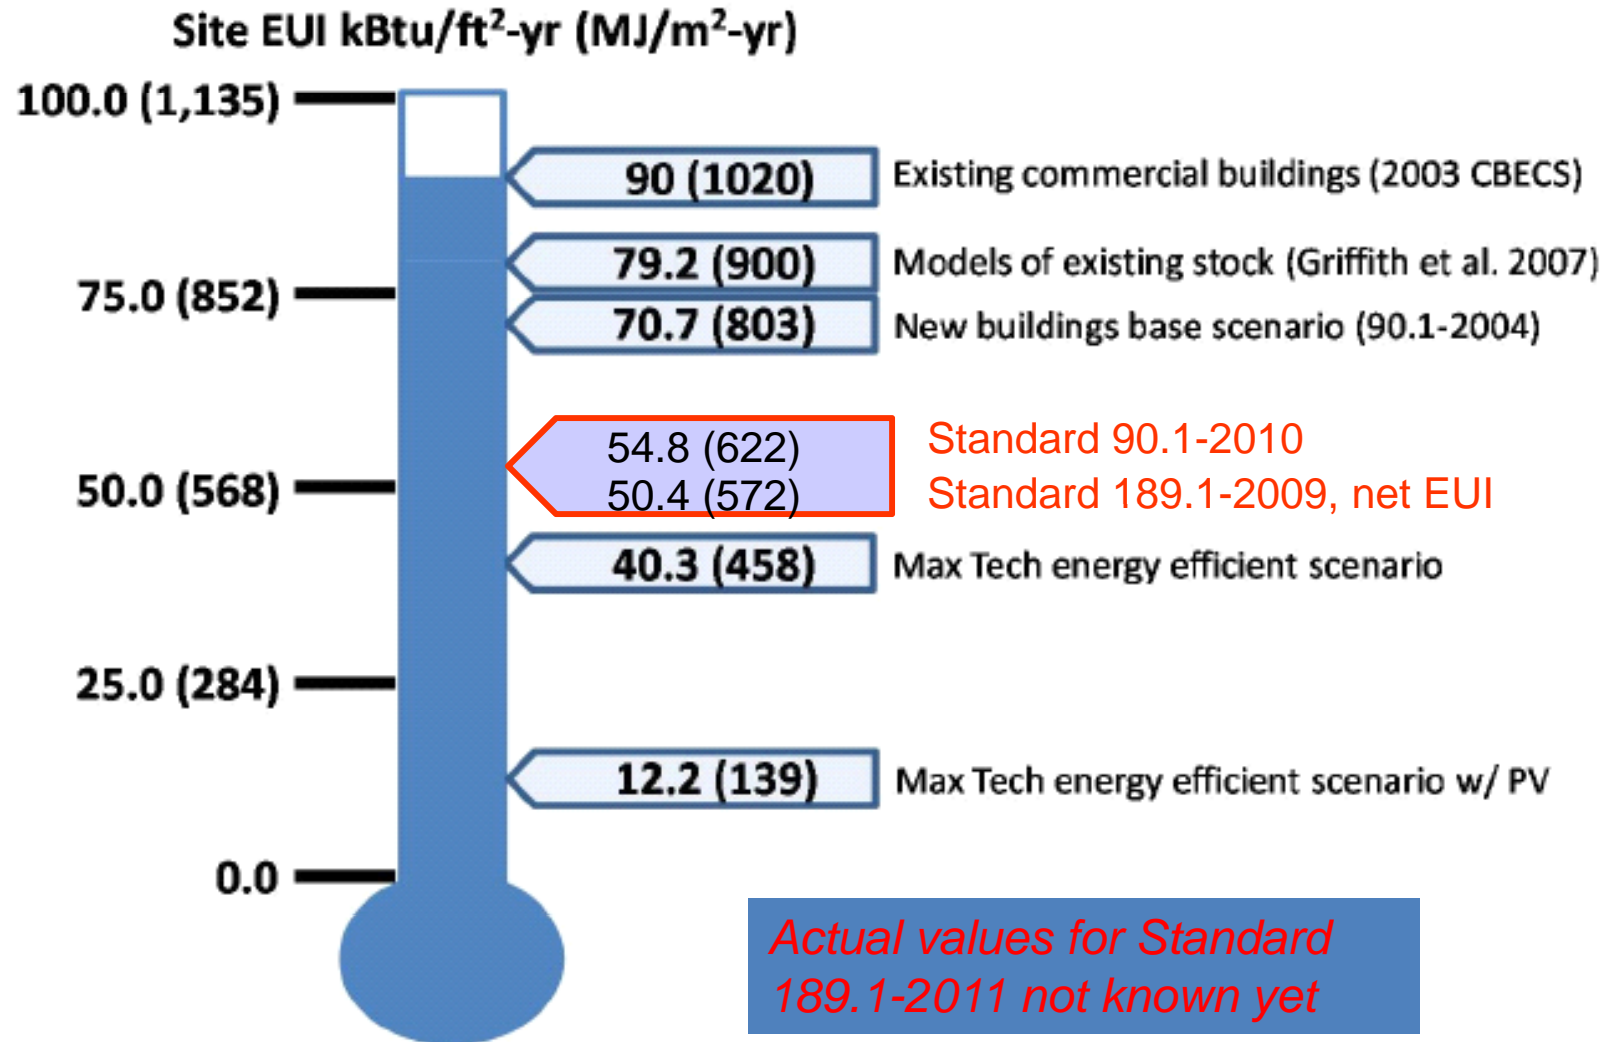 Site EUI kBtu/ft²-yr (MJ/m²-yr)
100.0 (1,135)
90 (1020) Existing commercial buildings (2003 CBECS)
79.2 (900) Models of existing stock (Griffith et al. 2007)
75.0 (852)
70.7 (803) New buildings base scenario (90.1-2004)
54.8 (622) Standard 90.1-2010
50.0 (568)
50.4 (572) Standard 189.1-2009, net EUI
40.3 (458) Max Tech energy efficient scenario
25.0 (284)
12.2 (139) Max Tech energy efficient scenario w/ PV
0.0
Actual values for Standard
189.1-2011 not known yet